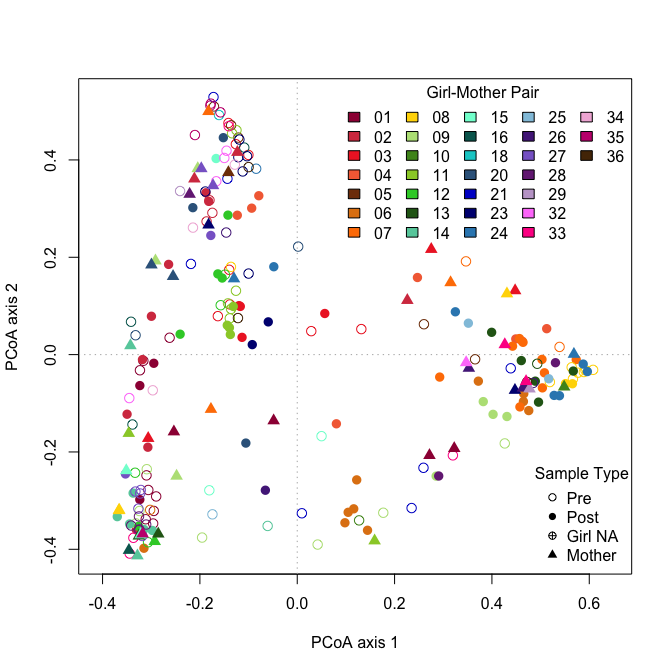 Girl-Mother Pair
01 08 15 25 34
02 09 16 26 35
03 10 18 27 36
04 11 20 28
05 12 21 29
06 13 23 32
07 14 24 33
0.4
0.2
0.0
-0.2
-0.4
PCoA axis 2
Sample Type
Pre
Post
Girl NA
Mother
-0.4 -0.2 0.0 0.2 0.4 0.6
PCoA axis 1